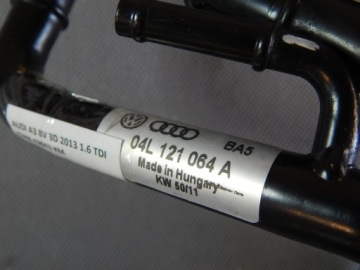 BA5
04L 121 064 A
Made in Hungary
KW 50/11
AUDI A3 8V 3D 2013 1.6 TDI